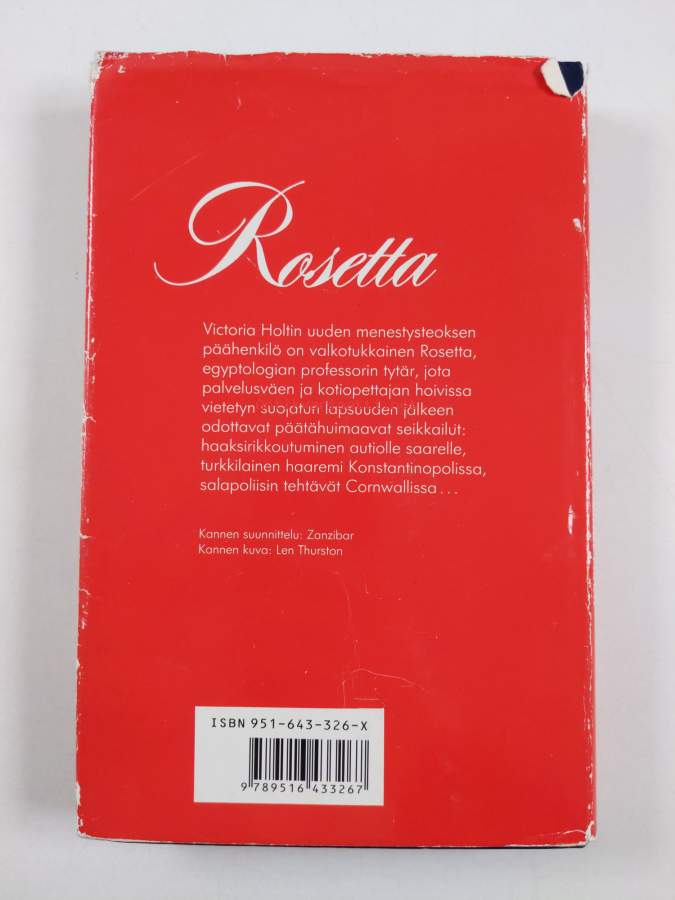 Rosetta
Victoria Holtin uuden menestysteoksen
päähenkilö on valkotukkainen Rosetta,
egyptologian professorin tytär, jota
palvelusväen ja kotiopettajan hoivissa
vietetyn suojatun lapsuuden jälkeen
odottavat päätähuimaavat seikkailut:
haaksirikkoutuminen autiolle saarelle,
turkkilainen haaremi Konstantinopolissa,
salapoliisin tehtävät Cornwallissa...
Kannen suunnittelu: Zanzibar
Kannen kuva: Len Thurston
ISBN 951-643-326-X
9 789516 433267